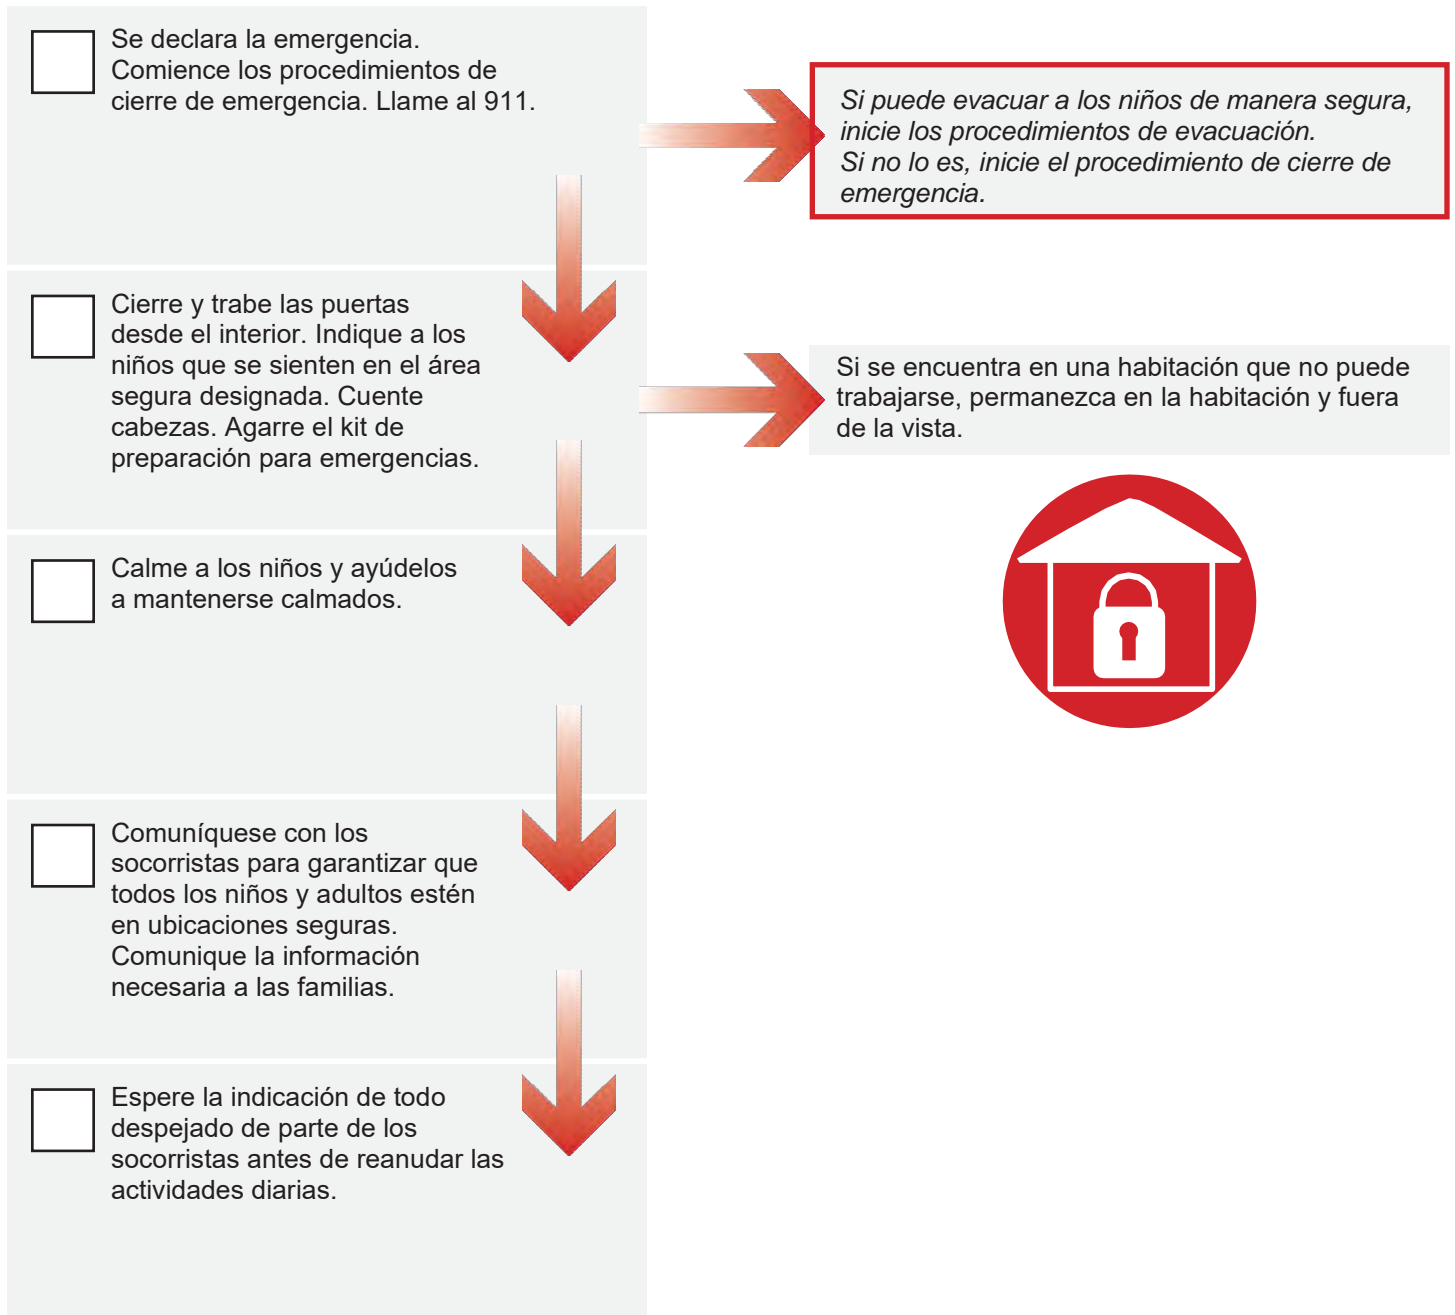 Se declara la emergencia.
Comience los procedimientos de
cierre de emergencia. Llame al 911.
Si puede evacuar a los niños de manera segura,
inicie los procedimientos de evacuación.
Si no lo es, inicie el procedimiento de cierre de
emergencia.
Cierre y trabe las puertas
desde el interior. Indique a los
niños que se sienten en el área
segura designada. Cuente
cabezas. Agarre el kit de
preparación para emergencias.
Si se encuentra en una habitación que no puede
trabajarse, permanezca en la habitación y fuera
de la vista.
Calme a los niños y ayúdelos
a mantenerse calmados.
Comuníquese con los
socorristas para garantizar que
todos los niños y adultos estén
en ubicaciones seguras.
Comunique la información
necesaria a las familias.
Espere la indicación de todo
despejado de parte de los
socorristas antes de reanudar las
actividades diarias.